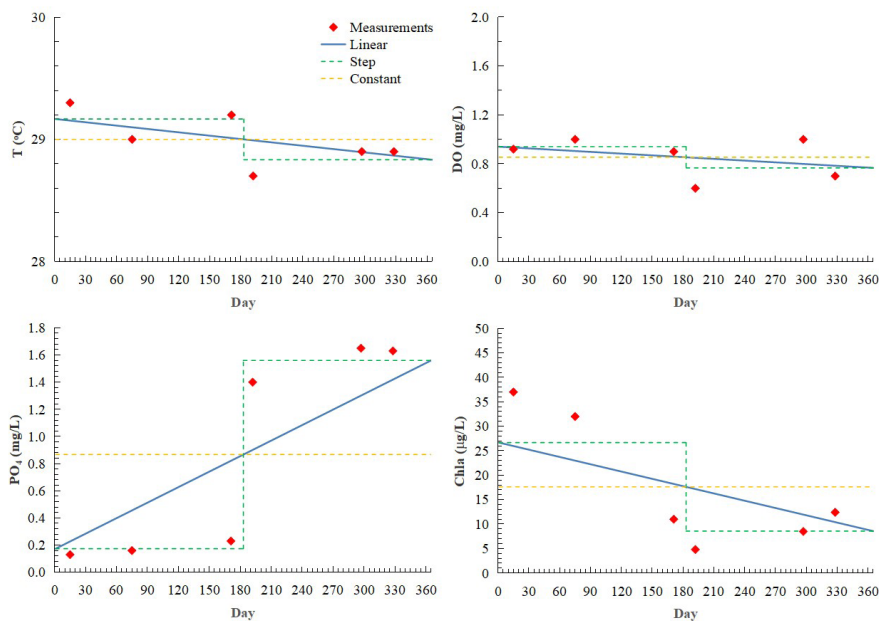 30
29
28
T (°C)
Measurements
Linear
Step
Constant
0 30 60 90 120 150 180 210 240 270 300 330 360
Day
2.0
1.6
1.2
0.8
0.4
0.0
DO (mg/L)
0 30 60 90 120 150 180 210 240 270 300 330 360
Day
1.8
1.6
1.4
1.2
1.0
0.8
0.6
0.4
0.2
0.0
PO₄ (mg/L)
0 30 60 90 120 150 180 210 240 270 300 330 360
Day
50
45
40
35
30
25
20
15
10
5
0
Chla (μg/L)
0 30 60 90 120 150 180 210 240 270 300 330 360
Day